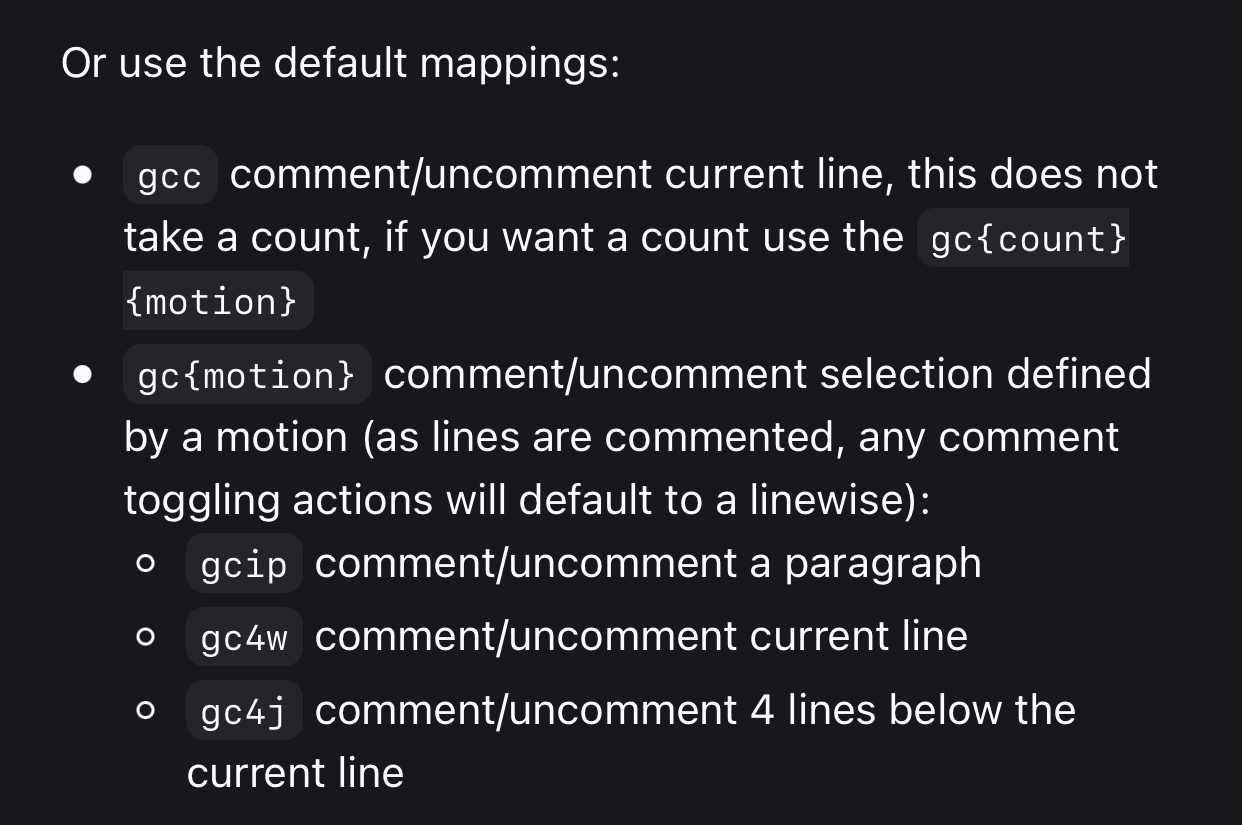 Or use the default mappings:
gcc comment/uncomment current line, this does not
take a count, if you want a count use the gc{count}
{motion}
gc{motion} comment/uncomment selection defined
by a motion (as lines are commented, any comment
toggling actions will default to a linewise):
gcip comment/uncomment a paragraph
gc4w comment/uncomment current line
gc4j comment/uncomment 4 lines below the
current line